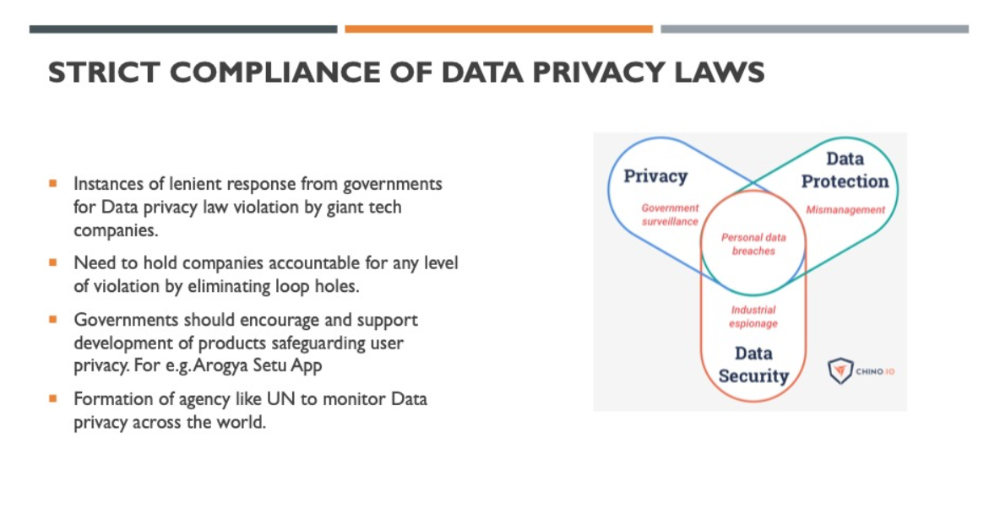 STRICT COMPLIANCE OF DATA PRIVACY LAWS
Instances of lenient response from governments
for Data privacy law violation by giant tech
companies.
Need to hold companies accountable for any level
of violation by eliminating loop holes.
Governments should encourage and support
development of products safeguarding user
privacy. For e.g. Arogya Setu App
Formation of agency like UN to monitor Data
privacy across the world.
Privacy
Government
surveillance
Data
Protection
Mismanagement
Personal data
breaches
Industrial
espionage
Data
Security
CHINO.IO